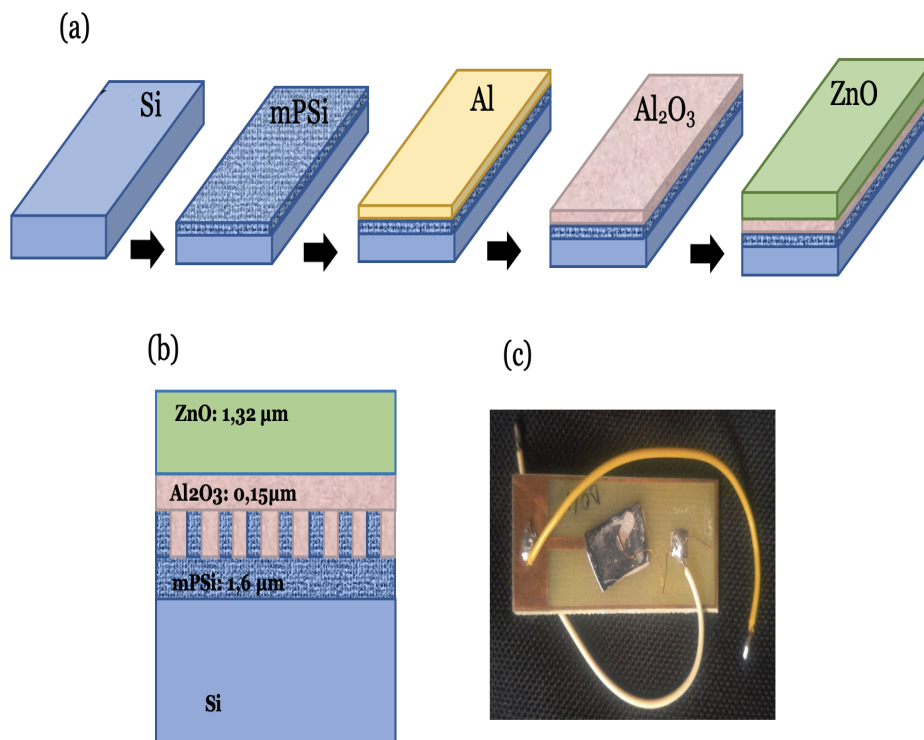 (a)
Si
mPSi
Al
Al₂O₃
ZnO
(b)
ZnO: 1,32 µm
Al2O3: 0,15µm
mPSi: 1,6 µm
Si
(c)